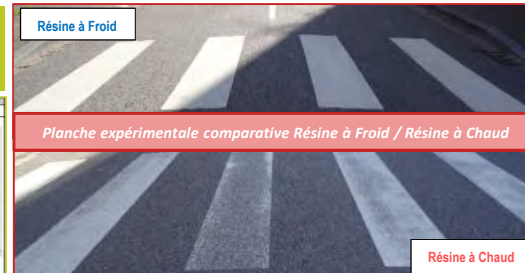 Résine à Froid
Planche expérimentale comparative Résine à Froid / Résine à Chaud
Résine à Chaud